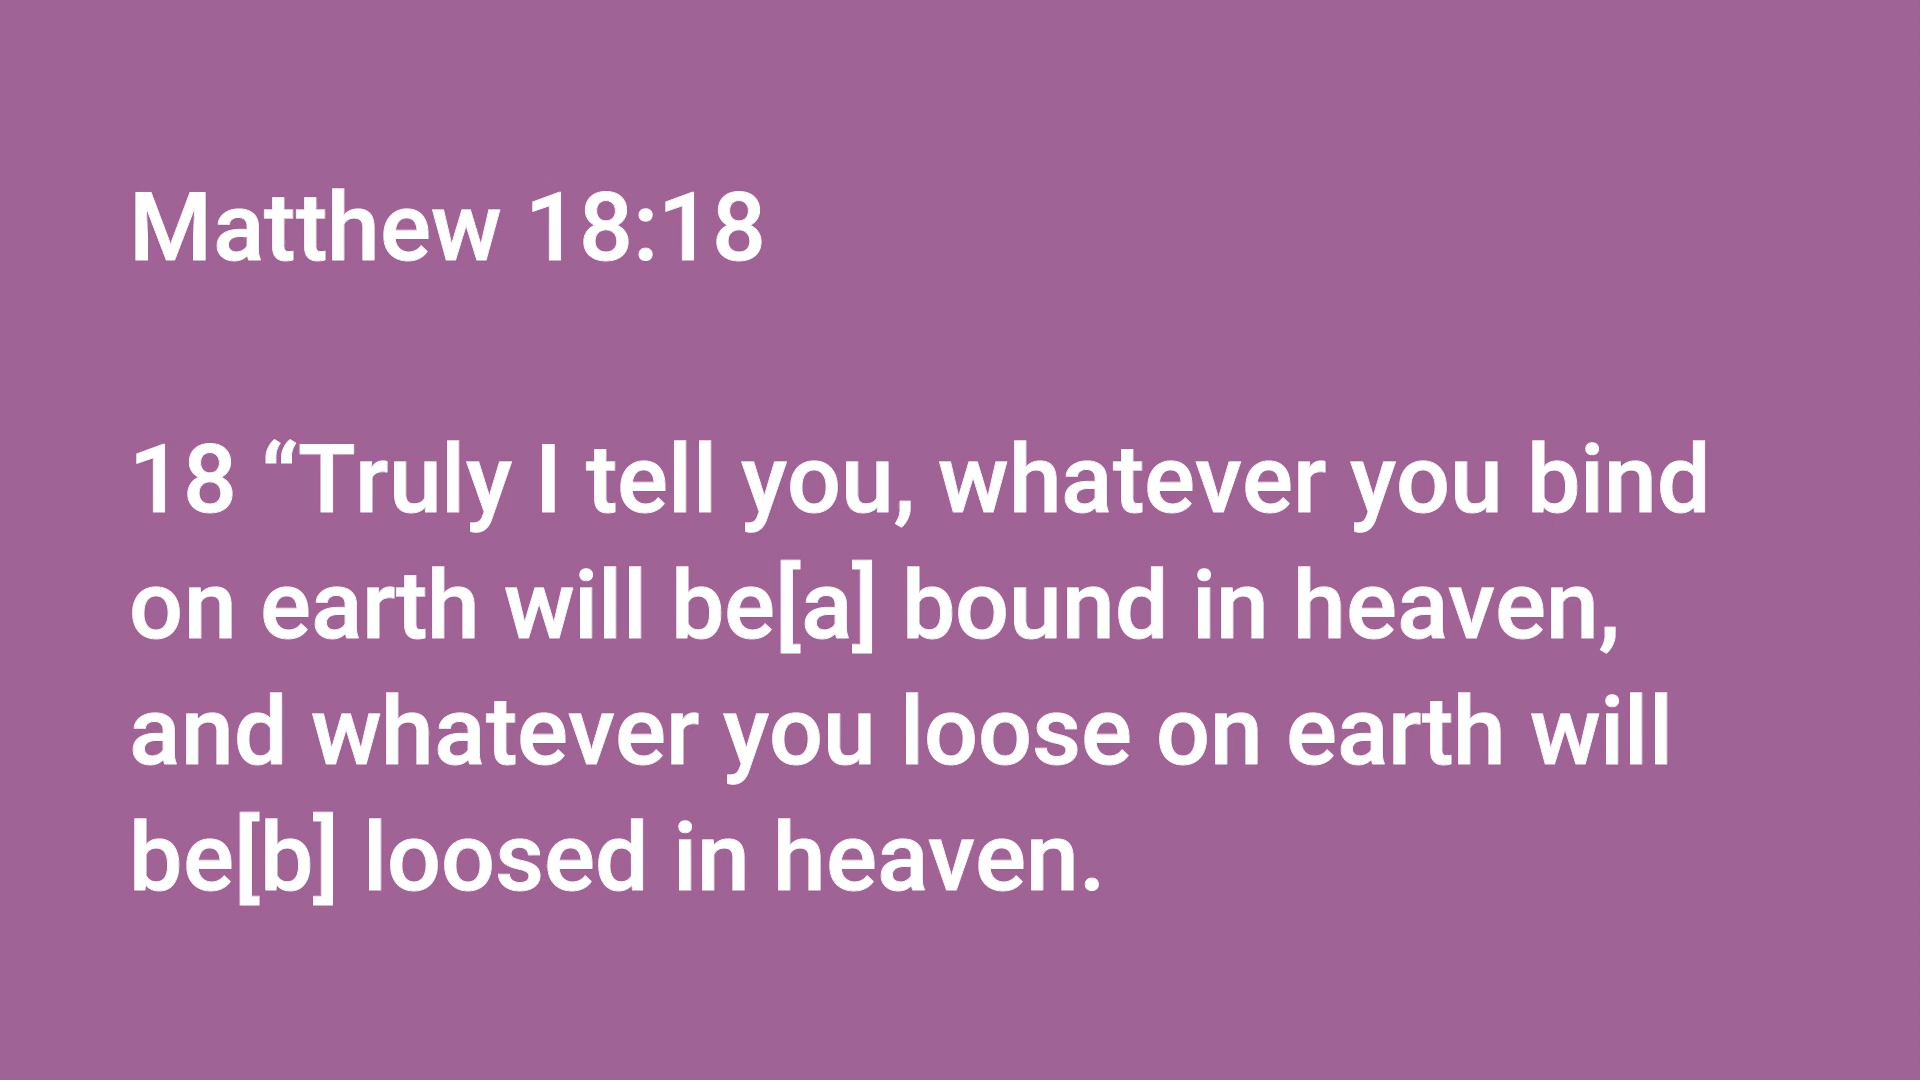 Matthew 18:18
18 “Truly I tell you, whatever you bind
on earth will be[a] bound in heaven,
and whatever you loose on earth will
be[b] loosed in heaven.